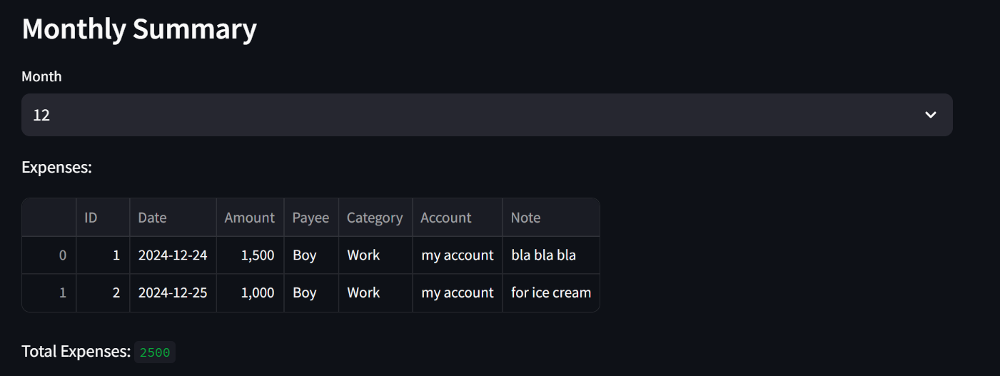 Monthly Summary
Month
12
Expenses:
ID Date Amount Payee Category Account Note
0 1 2024-12-24 1,500 Boy Work my account bla bla bla
1 2 2024-12-25 1,000 Boy Work my account for ice cream
Total Expenses: 2500